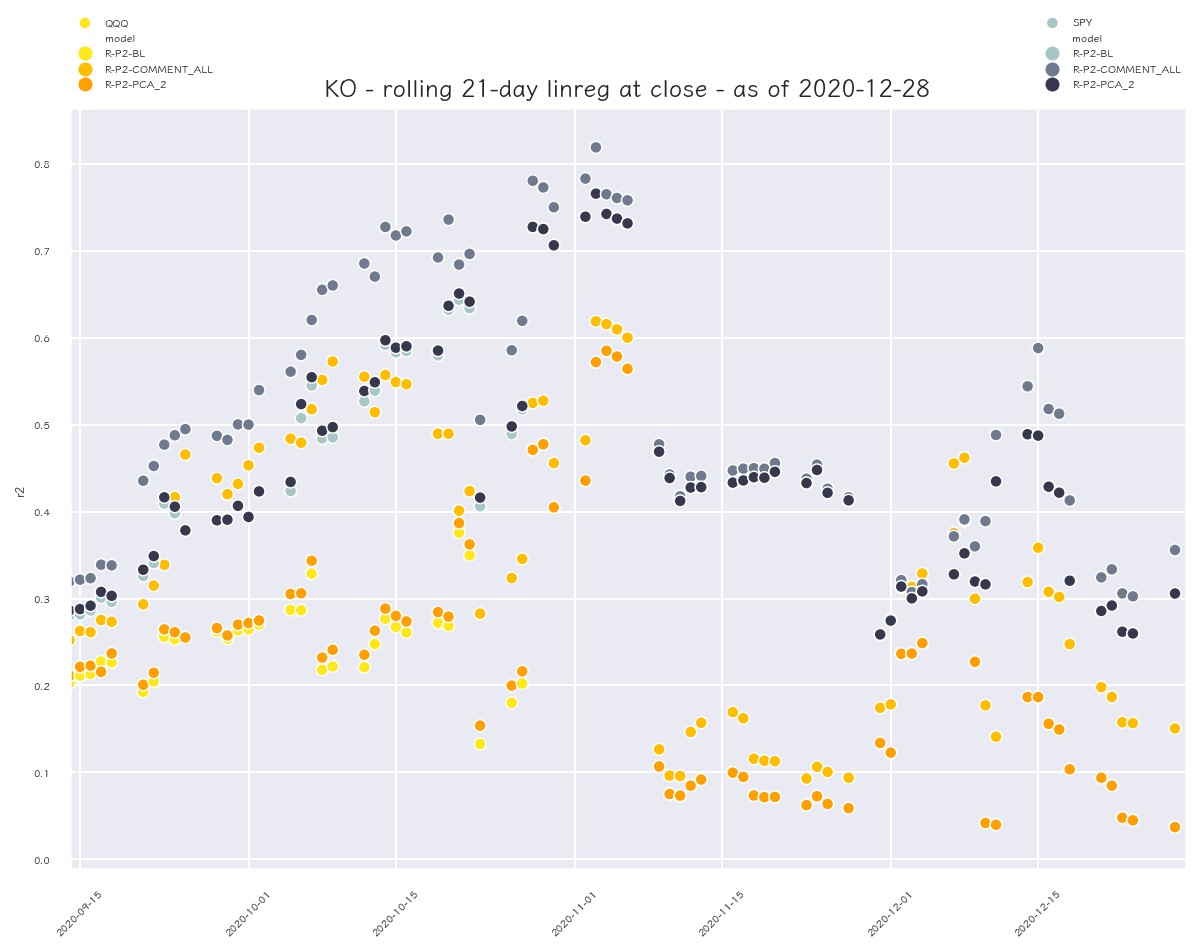 QQQ
model
R-P2-BL
R-P2-COMMENT_ALL
R-P2-PCA_2
SPY
model
R-P2-BL
R-P2-COMMENT_ALL
R-P2-PCA_2
KO - rolling 21-day linreg at close - as of 2020-12-28
0.8
0.7
0.6
0.5
0.4
0.3
0.2
0.1
0.0
r2
2020-09-15
2020-10-01
2020-10-15
2020-11-01
2020-11-15
2020-12-01
2020-12-15